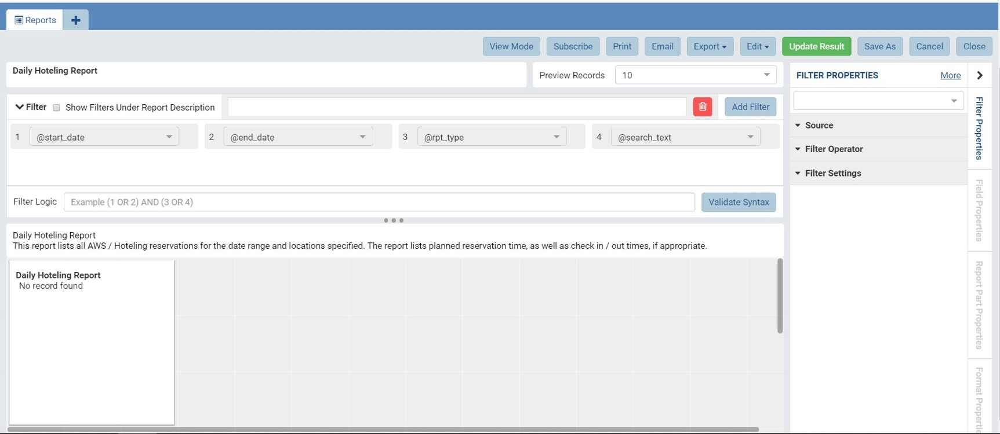 Reports
View Mode
Subscribe
Print
Email
Export
Edit
Update Result
Save As
Cancel
Close
Daily Hoteling Report
Preview Records
10
FILTER PROPERTIES
More
Filter
Show Filters Under Report Description
Add Filter
1 @start_date
2 @end_date
3 @rpt_type
4 @search_text
Source
Filter Operator
Filter Settings
Filter Logic
Example (1 OR 2) AND (3 OR 4)
Validate Syntax
Daily Hoteling Report
This report lists all AWS / Hoteling reservations for the date range and locations specified. The report lists planned reservation time, as well as check in / out times, if appropriate.
Daily Hoteling Report
No record found
Filter Properties
Field Properties
Report Part Properties
Format Propertie